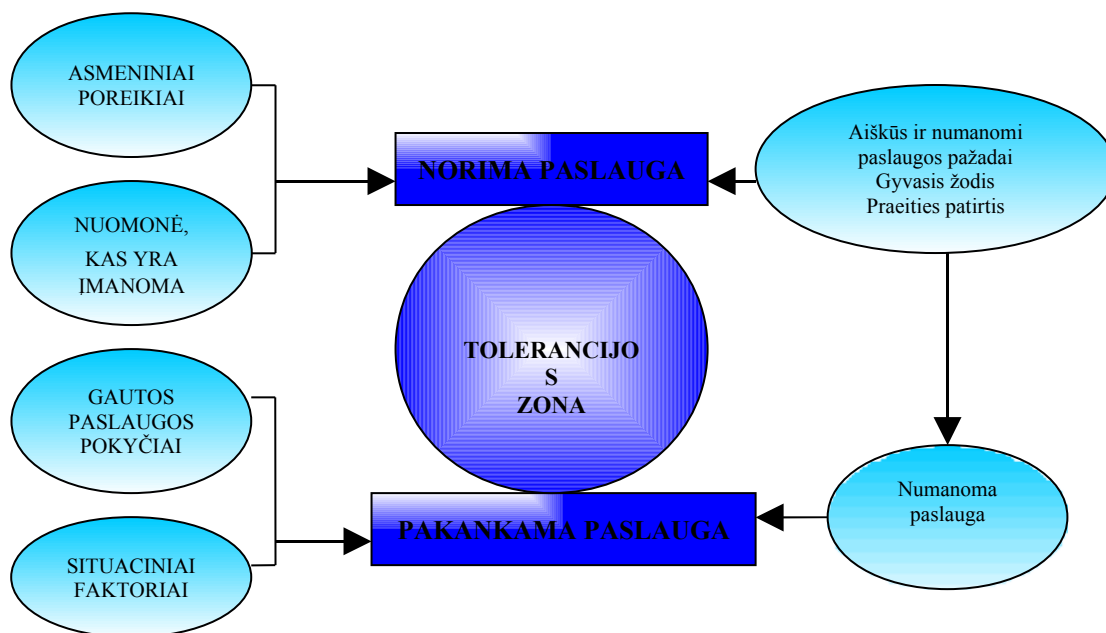 ASMENINIAI
POREIKIAI
NUOMONĖ,
KAS YRA
ĮMANOMA
GAUTOS
PASLAUGOS
POKYČIAI
SITUACINIAI
FAKTORIAI
NORIMA PASLAUGA
TOLERANCIJO
S
ZONA
PAKANKAMA PASLAUGA
Aiškūs ir numanomi
paslaugos pažadai
Gyvasis žodis
Praeities patirtis
Numanoma
paslauga